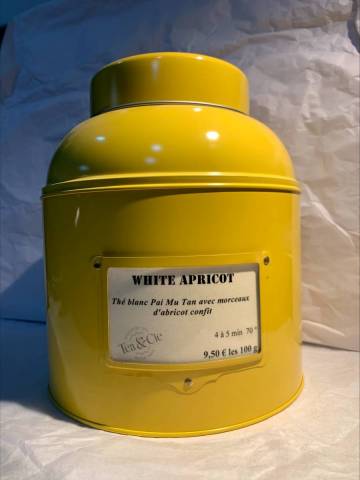 WHITE APRICOT
Thé blanc Pai Mu Tan avec morceaux
d'abricot confit
4 à 5 min 70 °
Tea & Cie
9,50 € les 100 g